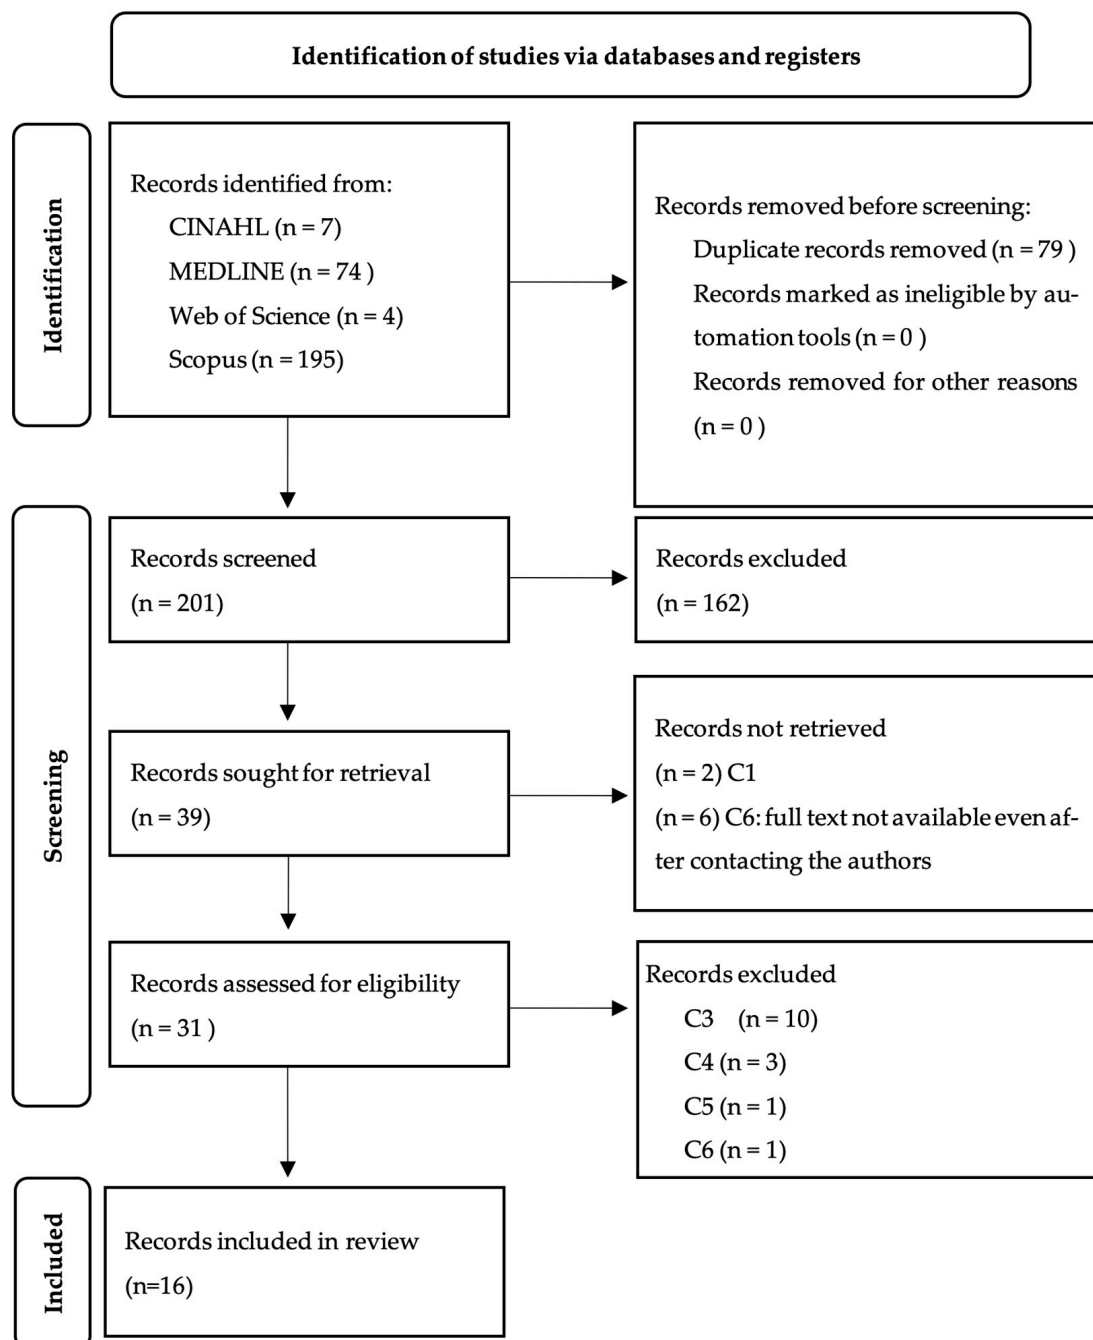 Identification of studies via databases and registers
Identification
Records identified from:
CINAHL (n = 7)
MEDLINE (n = 74 )
Web of Science (n = 4)
Scopus (n = 195)
Records removed before screening:
Duplicate records removed (n = 79 )
Records marked as ineligible by au-
tomation tools (n = 0 )
Records removed for other reasons
(n = 0 )
Screening
Records screened
(n = 201)
Records excluded
(n = 162)
Records sought for retrieval
(n = 39)
Records not retrieved
(n = 2) C1
(n = 6) C6: full text not available even af-
ter contacting the authors
Records assessed for eligibility
(n = 31 )
Records excluded
C3 (n = 10)
C4 (n = 3)
C5 (n = 1)
C6 (n = 1)
Included
Records included in review
(n=16)